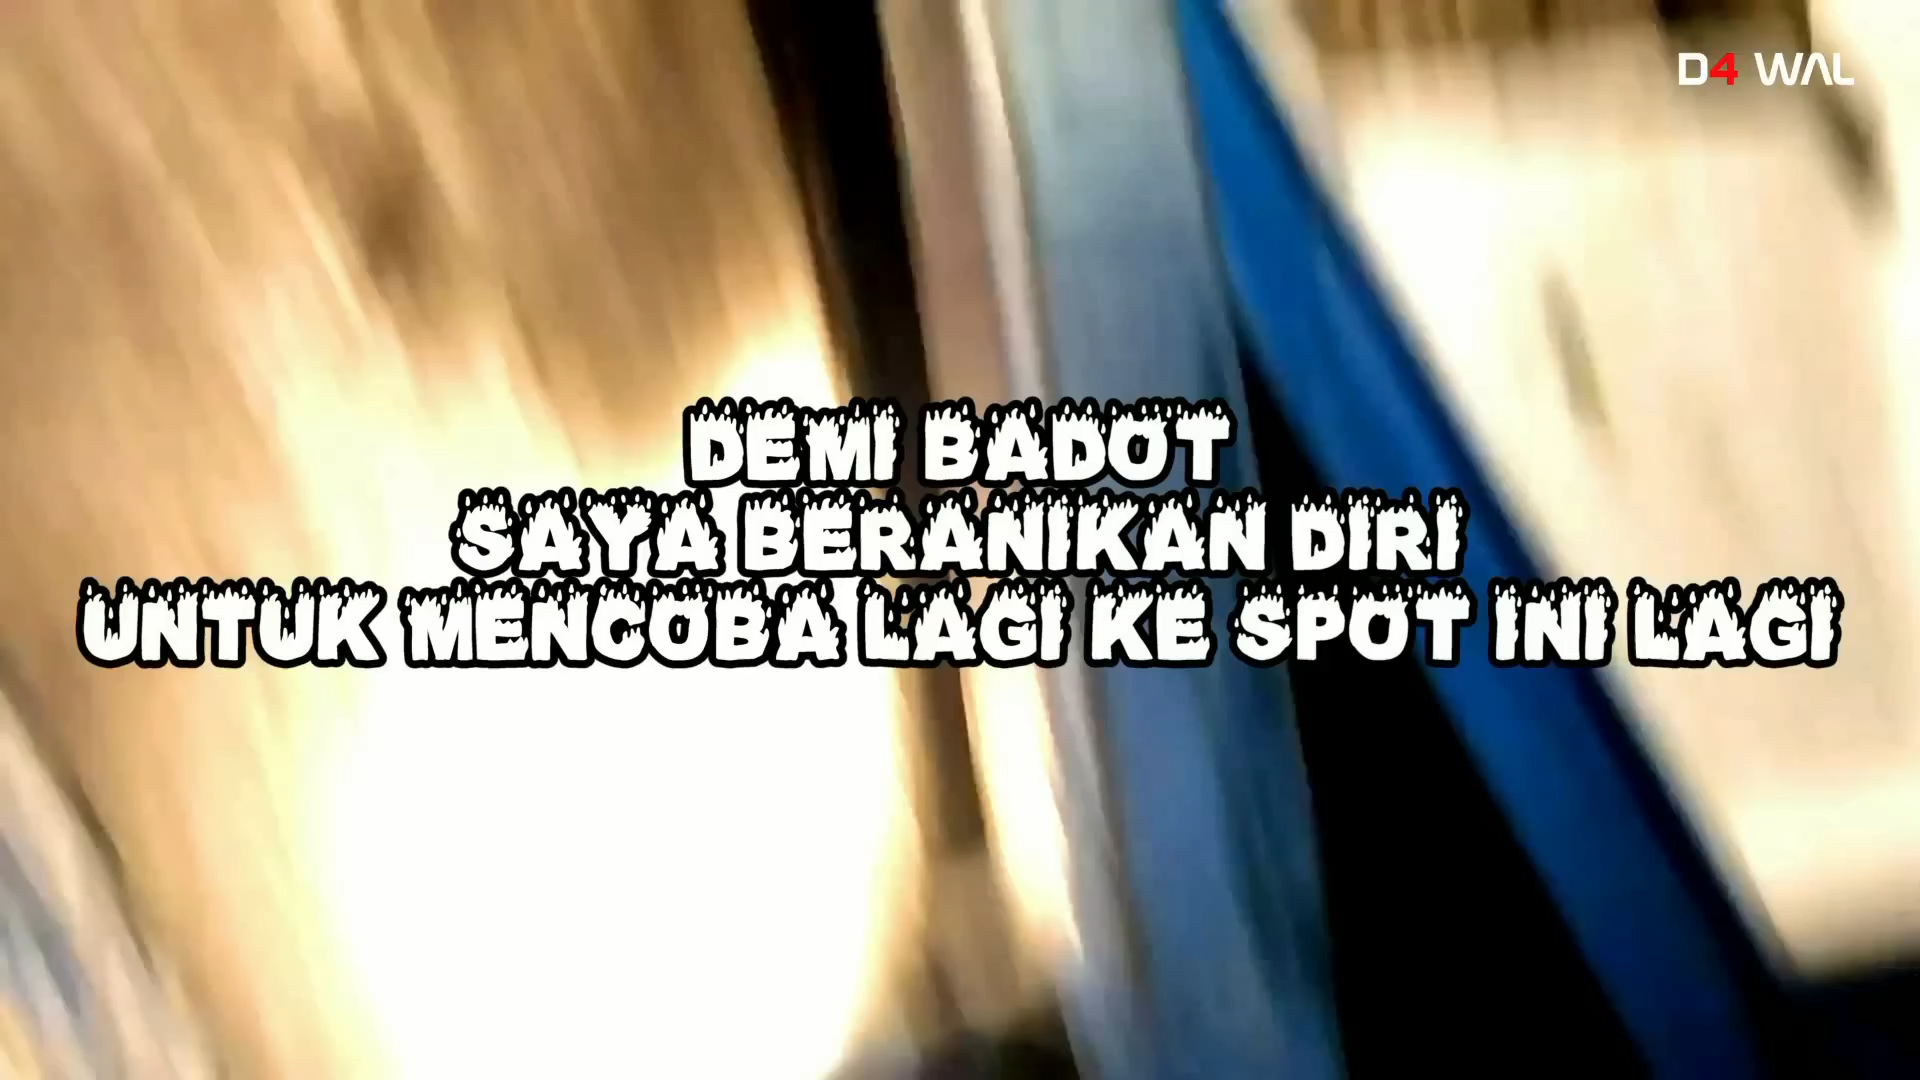 D4 WAL
DEMI BADOT
SAYA BERANIKAN DIRI
UNTUK MENCOBA LAGI KE SPOT INI LAGI